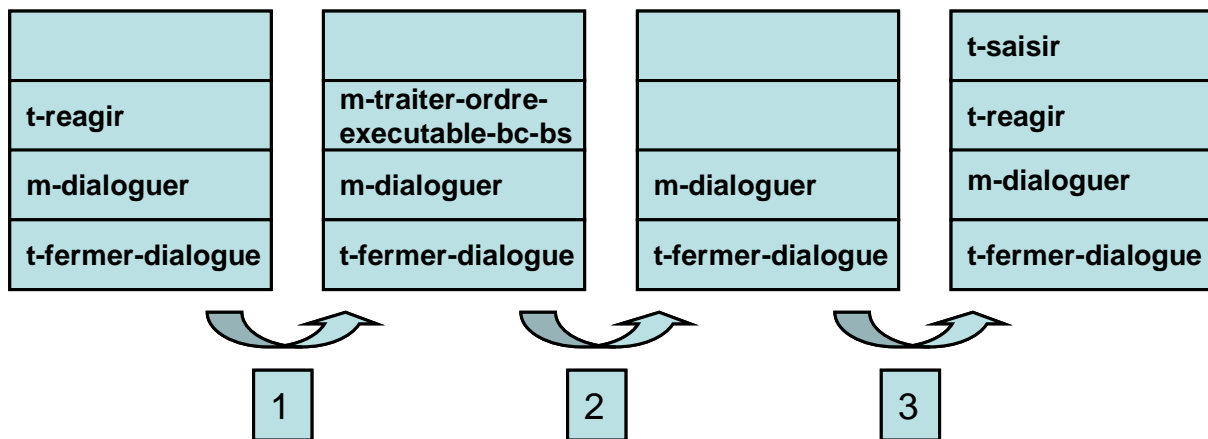 t-reagir
m-dialoguer
t-fermer-dialogue
m-traiter-ordre-
executable-bc-bs
m-dialoguer
t-fermer-dialogue
m-dialoguer
t-fermer-dialogue
t-saisir
t-reagir
m-dialoguer
t-fermer-dialogue
1
2
3